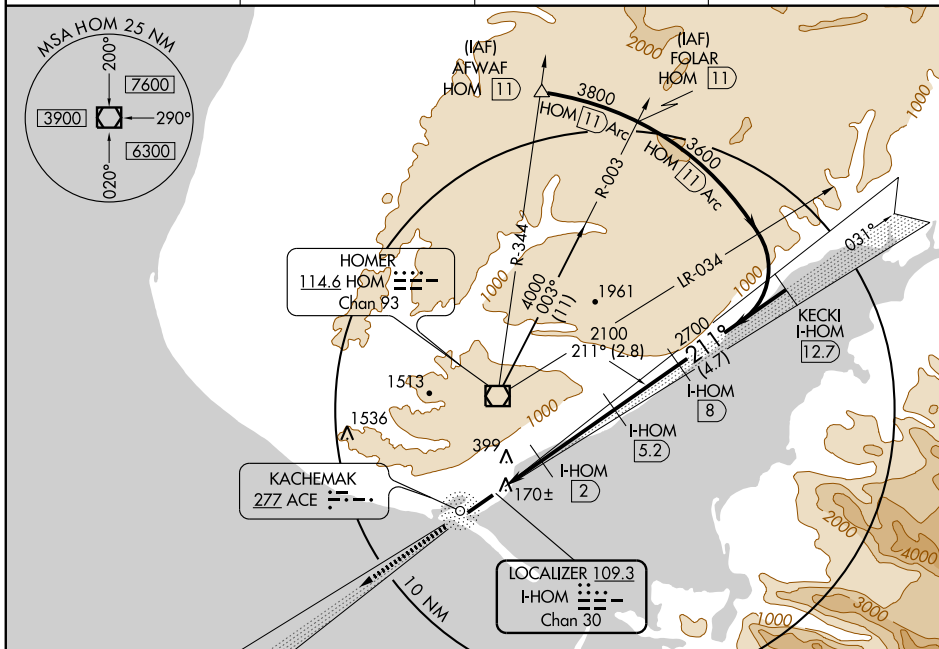 MSA HOM 25 NM
200°
7600
3900
290°
6300
020°
(IAF)
AFWAF
HOM 11
(IAF)
FOLAR
HOM 11
2000
1000
3800
HOM 11 Arc
3600
HOM 11 Arc
R-344
R-003
4000
003°
(11)
LR-034
031°
1000
1000
1961
HOMER
114.6 HOM
Chan 93
2100
211° (2.8)
2700
211°
(4.7)
KECKI
I-HOM
12.7
I-HOM
8
I-HOM
5.2
I-HOM
2
1513
1000
1536
399
170±
KACHEMAK
277 ACE
LOCALIZER 109.3
I-HOM
Chan 30
10 NM
2000
4000
3000
2000
1000